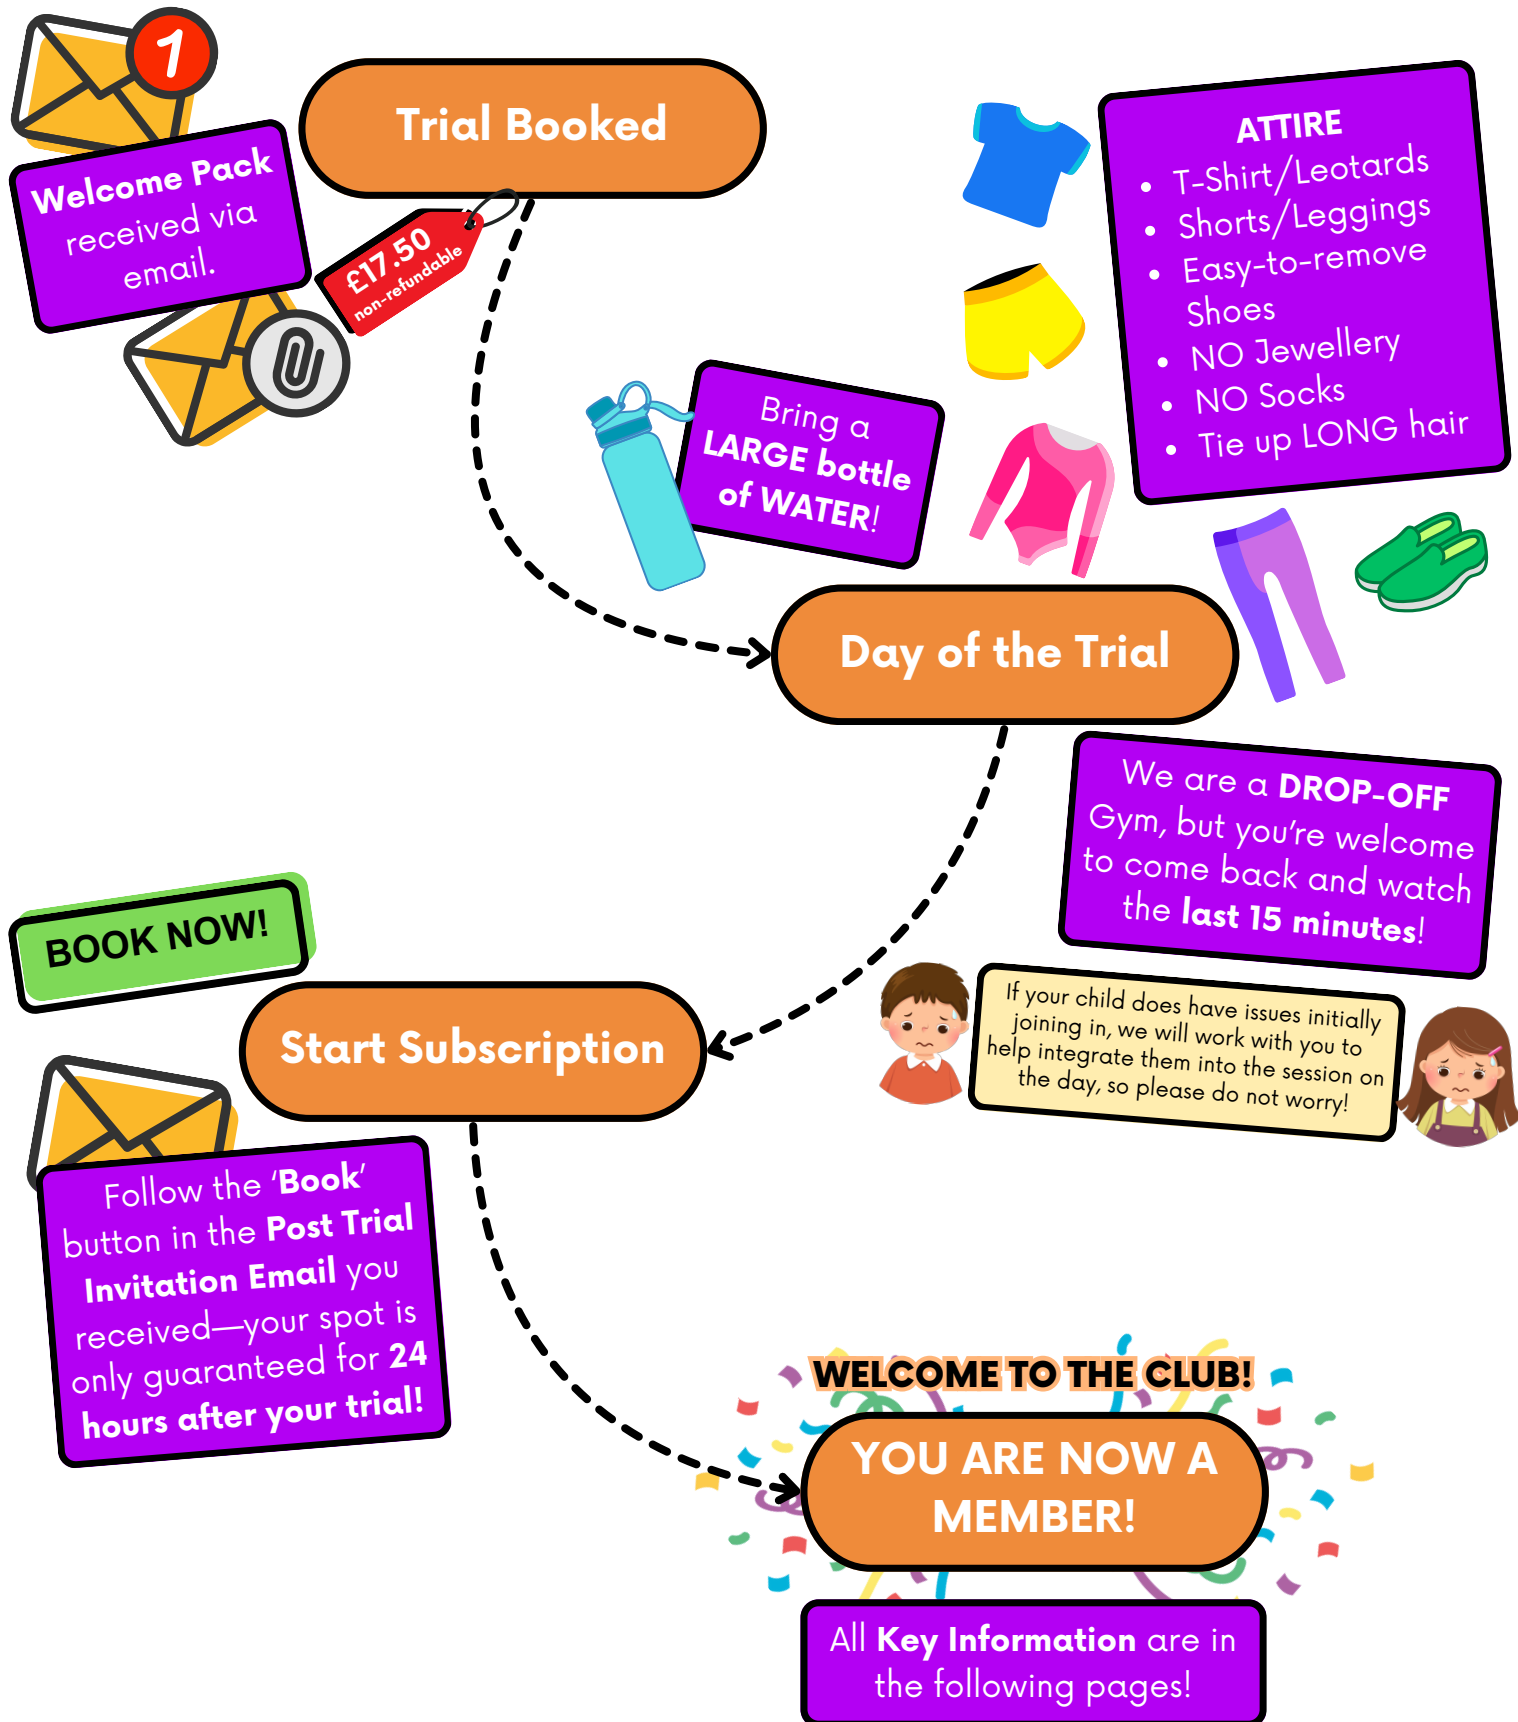 1
Trial Booked
Welcome Pack
received via
email.
£17.50
non-refundable
ATTIRE
• T-Shirt/Leotards
• Shorts/Leggings
• Easy-to-remove
Shoes
• NO Jewellery
• NO Socks
• Tie up LONG hair
Bring a
LARGE bottle
of WATER!
Day of the Trial
We are a DROP-OFF
Gym, but you’re welcome
to come back and watch
the last 15 minutes!
If your child does have issues initially
joining in, we will work with you to
help integrate them into the session on
the day, so please do not worry!
BOOK NOW!
Start Subscription
Follow the ‘Book’
button in the Post Trial
Invitation Email you
received—your spot is
only guaranteed for 24
hours after your trial!
WELCOME TO THE CLUB!
YOU ARE NOW A
MEMBER!
All Key Information are in
the following pages!